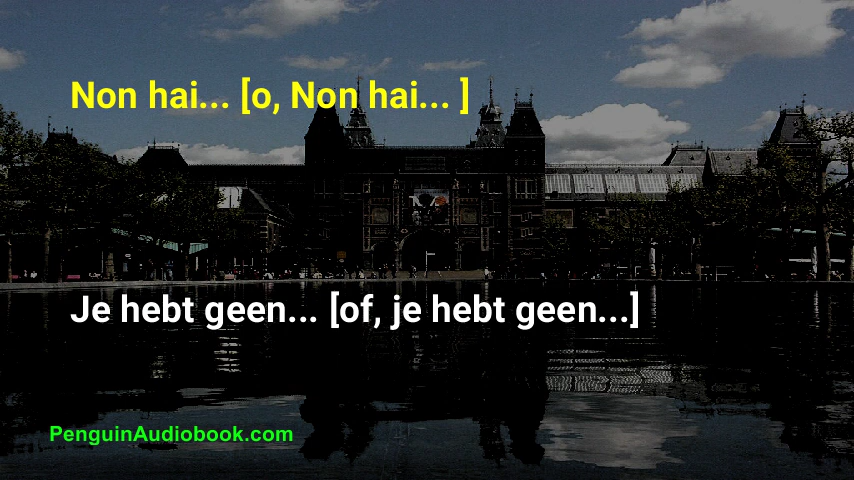 Non hai... [o, Non hai... ]
Je hebt geen... [of, je hebt geen...]
PenguinAudiobook.com